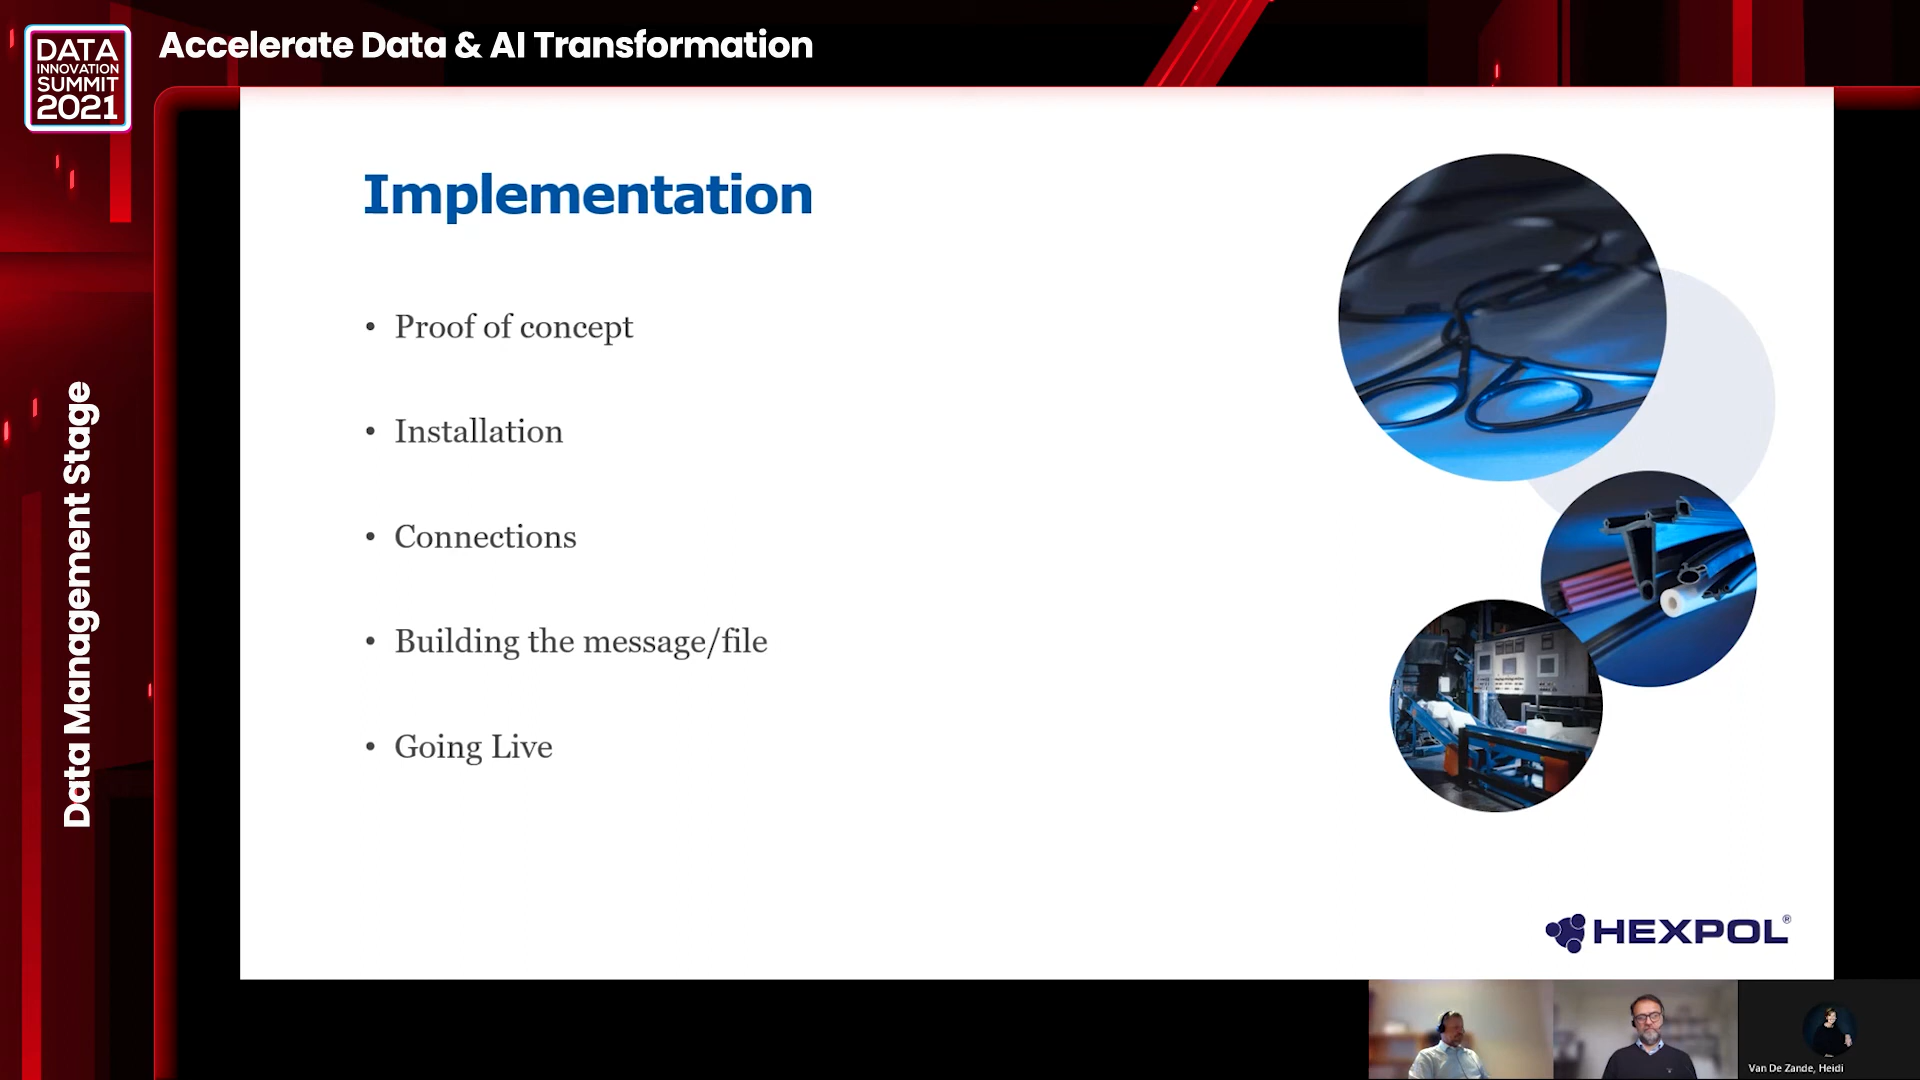 DATA
INNOVATION
SUMMIT
2021
Accelerate Data & AI Transformation
Data Management Stage
Implementation
• Proof of concept
• Installation
• Connections
• Building the message/file
• Going Live
HEXPOL®
Van De Zande, Heidi